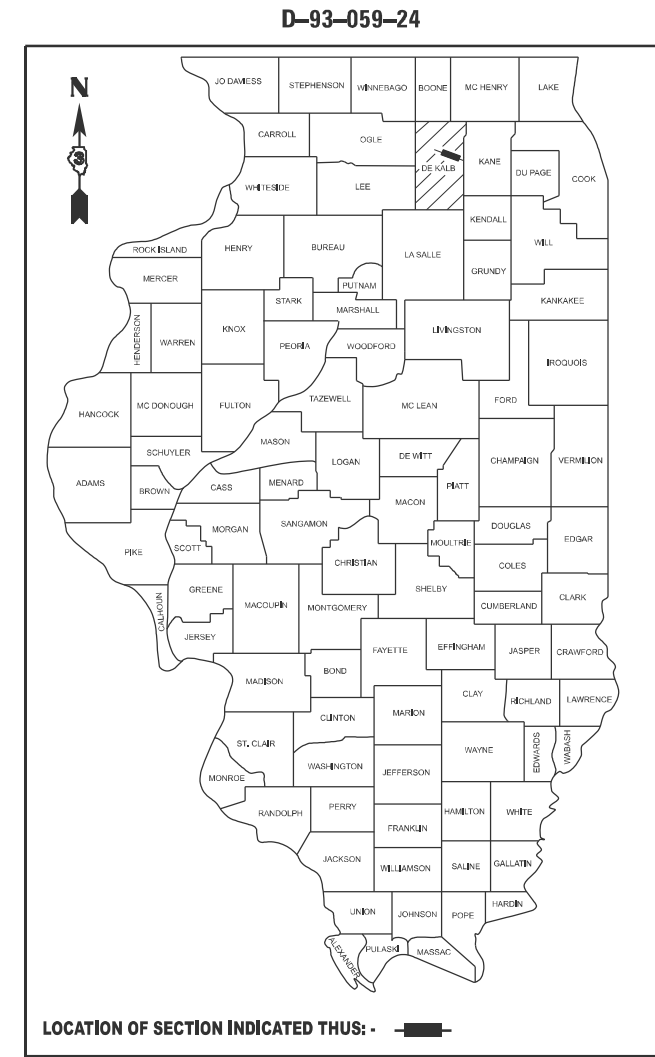 D-93-059-24
N
3
JO DAVIESS
STEPHENSON
WINNEBAGO
BOONE
MC HENRY
LAKE
CARROLL
OGLE
DE KALB
KANE
DU PAGE
COOK
WHITESIDE
LEE
KENDALL
WILL
ROCK ISLAND
HENRY
BUREAU
LA SALLE
GRUNDY
MERCER
PUTNAM
STARK
MARSHALL
KANKAKEE
HENDERSON
WARREN
KNOX
PEORIA
WOODFORD
LIVINGSTON
IROQUOIS
HANCOCK
MC DONOUGH
FULTON
TAZEWELL
MC LEAN
FORD
SCHUYLER
MASON
LOGAN
DE WITT
CHAMPAIGN
VERMILION
ADAMS
BROWN
CASS
MENARD
PIATT
MACON
PIKE
SCOTT
MORGAN
SANGAMON
CHRISTIAN
MOULTRIE
DOUGLAS
EDGAR
COLES
CALHOUN
GREENE
MACOUPIN
MONTGOMERY
SHELBY
CUMBERLAND
CLARK
JERSEY
FAYETTE
EFFINGHAM
JASPER
CRAWFORD
MADISON
BOND
CLAY
RICHLAND
LAWRENCE
CLINTON
MARION
ST. CLAIR
WAYNE
EDWARDS
WABASH
MONROE
WASHINGTON
JEFFERSON
RANDOLPH
PERRY
HAMILTON
WHITE
FRANKLIN
JACKSON
WILLIAMSON
SALINE
GALLATIN
UNION
JOHNSON
POPE
HARDIN
ALEXANDER
PULASKI
MASSAC
LOCATION OF SECTION INDICATED THUS: -